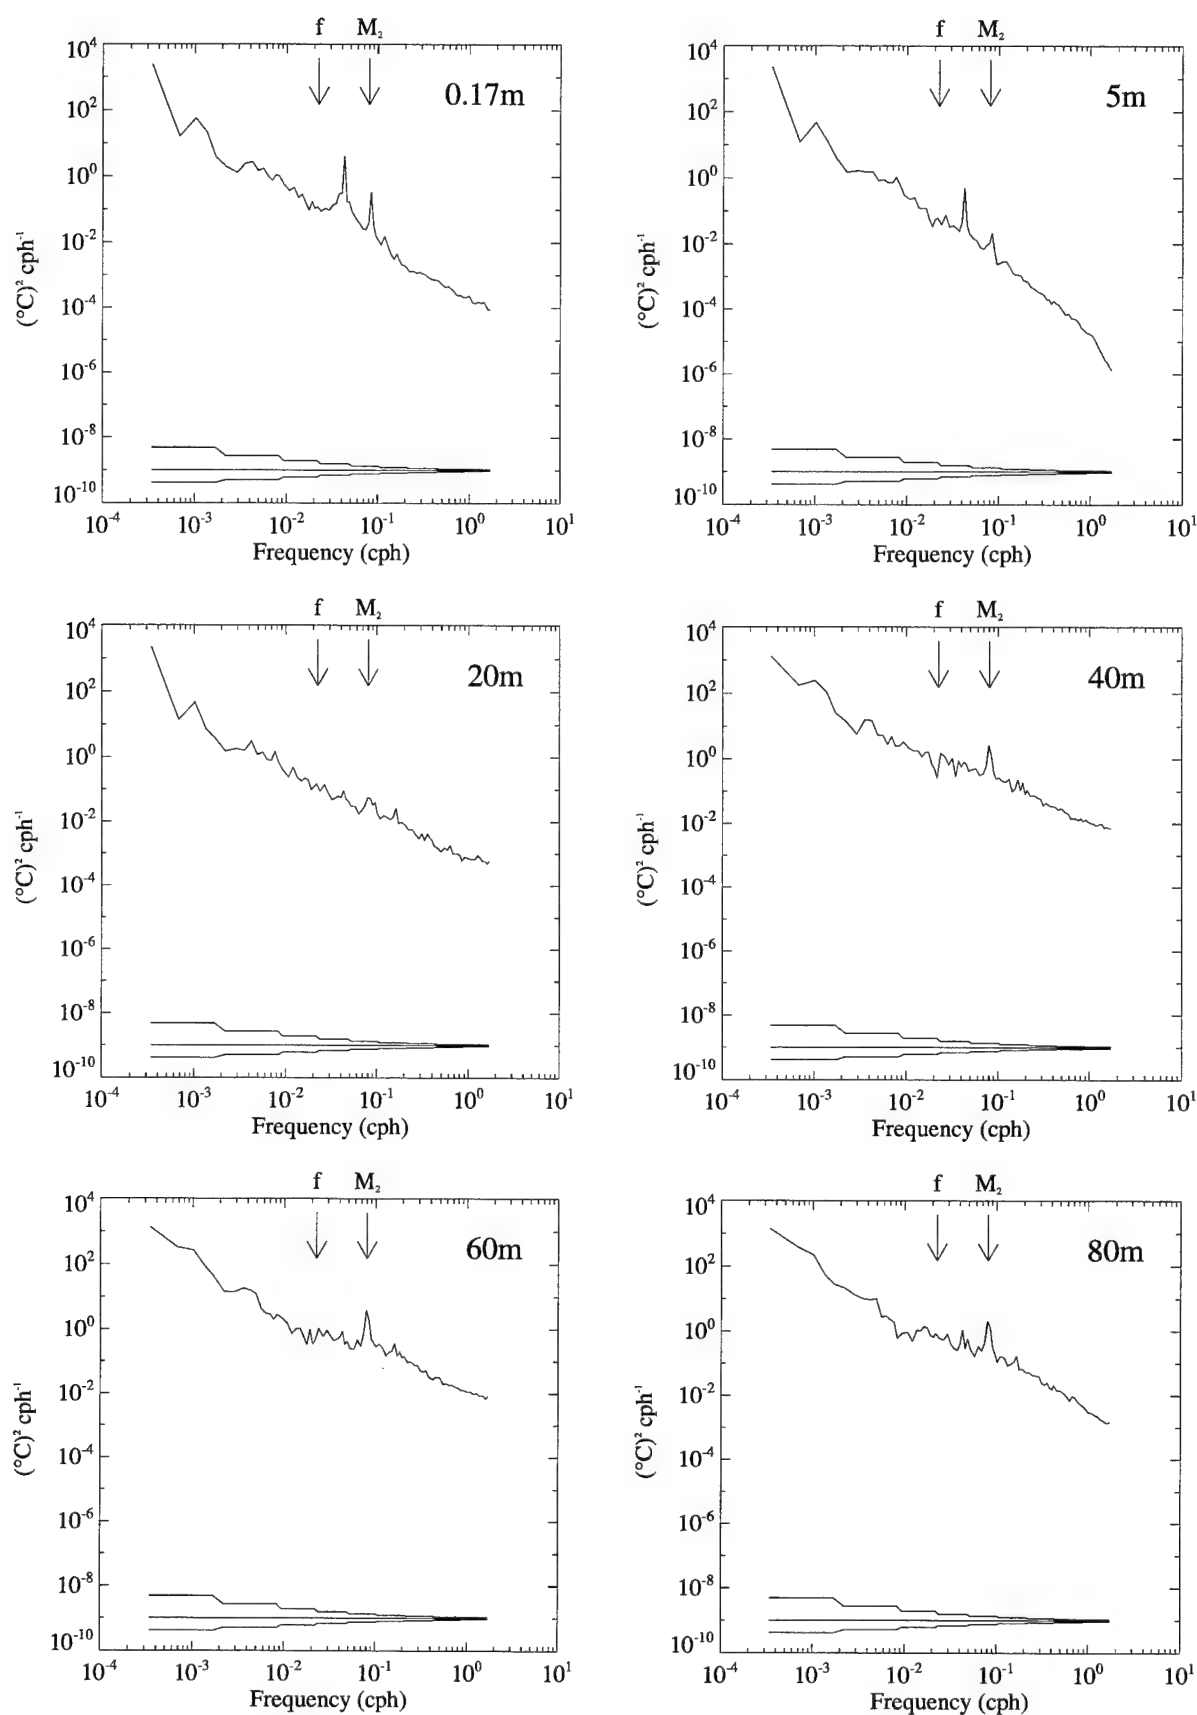 f M₂
0.17m
10⁴
10²
10⁰
10⁻²
10⁻⁴
10⁻⁶
10⁻⁸
10⁻¹⁰
(°C)² cph⁻¹
10⁻⁴ 10⁻³ 10⁻² 10⁻¹ 10⁰ 10¹
Frequency (cph)
f M₂
5m
10⁴
10²
10⁰
10⁻²
10⁻⁴
10⁻⁶
10⁻⁸
10⁻¹⁰
(°C)² cph⁻¹
10⁻⁴ 10⁻³ 10⁻² 10⁻¹ 10⁰ 10¹
Frequency (cph)
f M₂
20m
10⁴
10²
10⁰
10⁻²
10⁻⁴
10⁻⁶
10⁻�8
10⁻¹⁰
(°C)² cph⁻¹
10⁻⁴ 10⁻³ 10⁻² 10⁻¹ 10⁰ 10¹
Frequency (cph)
f M₂
40m
10⁴
10²
10⁰
10⁻²
10⁻⁴
10⁻⁶
10⁻⁸
10⁻¹⁰
(°C)² cph⁻¹
10⁻⁴ 10⁻³ 10⁻² 10⁻¹ 10⁰ 10¹
Frequency (cph)
f M₂
60m
10⁴
10²
10⁰
10⁻²
10⁻⁴
10⁻⁶
10⁻⁸
10⁻¹⁰
(°C)² cph⁻¹
10⁻⁴ 10⁻³ 10⁻² 10⁻¹ 10⁰ 10¹
Frequency (cph)
f M₂
80m
10⁴
10²
10⁰
10⁻²
10⁻⁴
10⁻⁶
10⁻⁸
10⁻¹⁰
(°C)² cph⁻¹
10⁻⁴ 10⁻³ 10⁻² 10⁻¹ 10⁰ 10¹
Frequency (cph)